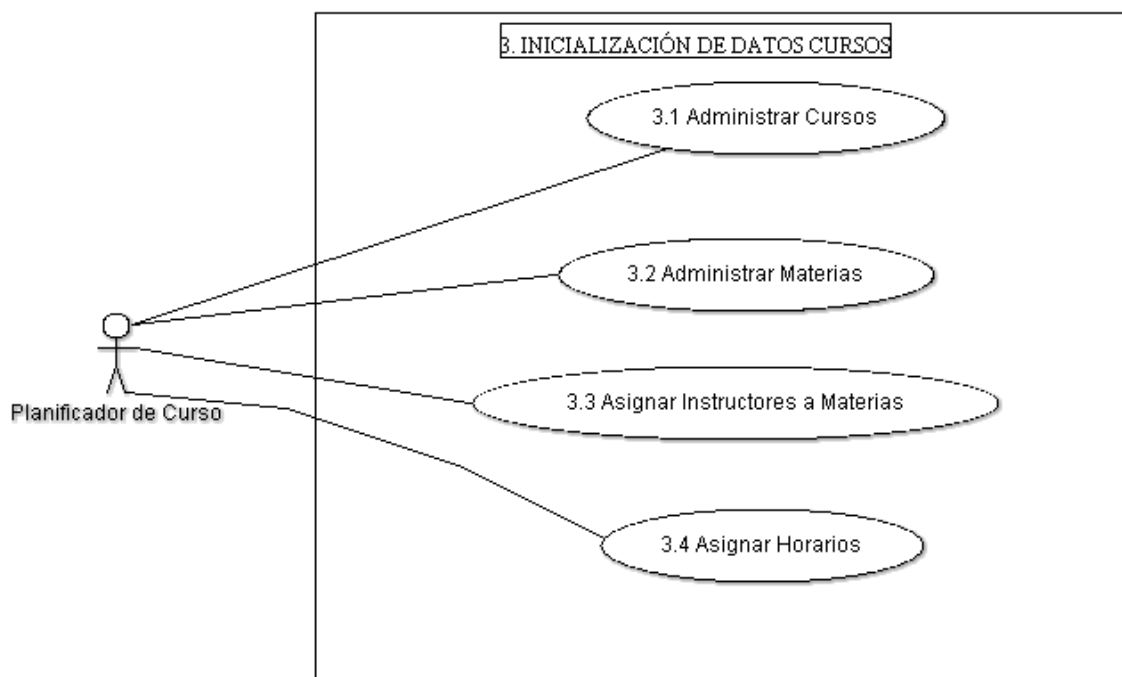 3. INICIALIZACIÓN DE DATOS CURSOS
3.1 Administrar Cursos
3.2 Administrar Materias
Planificador de Curso
3.3 Asignar Instructores a Materias
3.4 Asignar Horarios